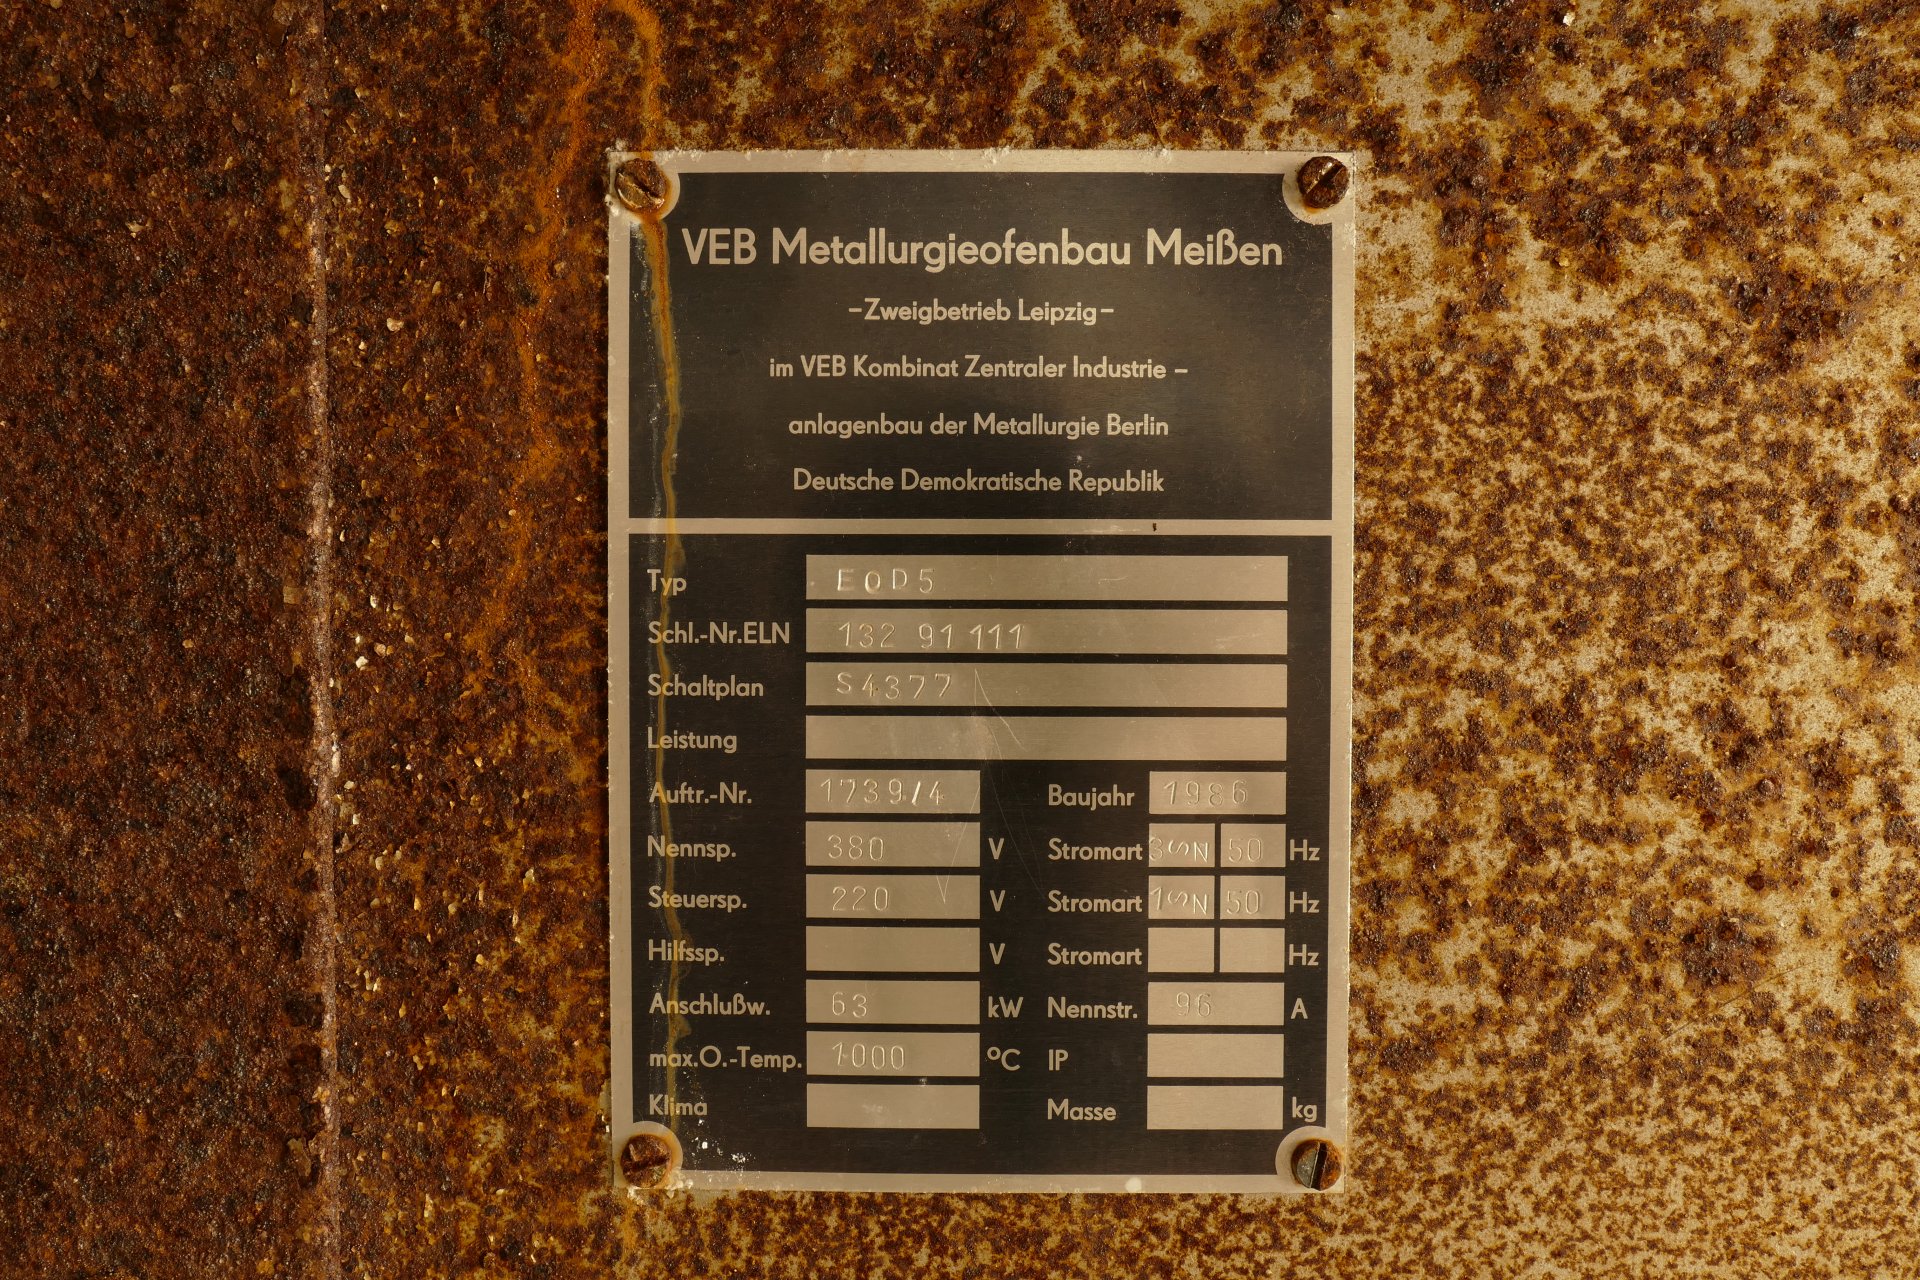 VEB Metallurgieofenbau Meißen
-Zweigbetrieb Leipzig-
im VEB Kombinat Zentraler Industrie -
anlagenbau der Metallurgie Berlin
Deutsche Demokratische Republik
Typ EOD5
Schl.-Nr.ELN 132 91 111
Schaltplan S4377
Leistung
Auftr.-Nr. 1739/4 Baujahr 1986
Nennsp. 380 V Stromart 3~N 50 Hz
Steuersp. 220 V Stromart 1~N 50 Hz
Hilfssp. V Stromart Hz
Anschlußw. 63 kW Nennstr. 96 A
max.O.-Temp. 1000 °C IP
Klima Masse kg